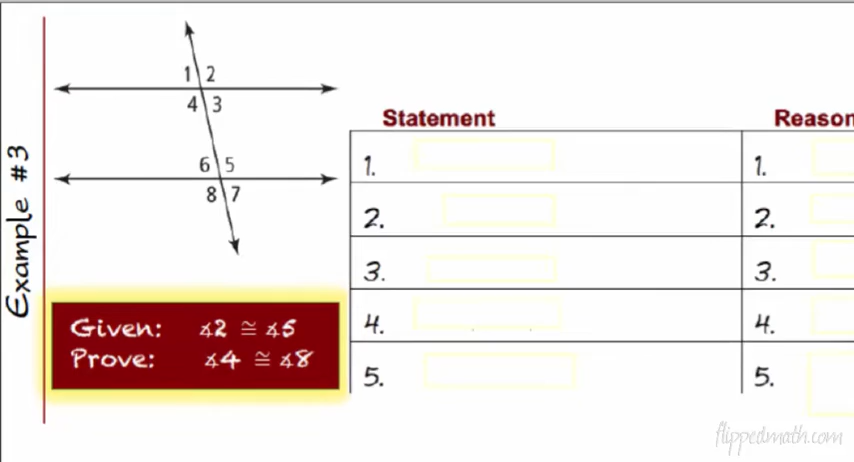 Example #3
1 2
4 3
6 5
8 7
Given: ∡2 ≅ ∡5
Prove: ∡4 ≅ ∡8
Statement Reason
1. 1.
2. 2.
3. 3.
4. 4.
5. 5.
flippedmath.com